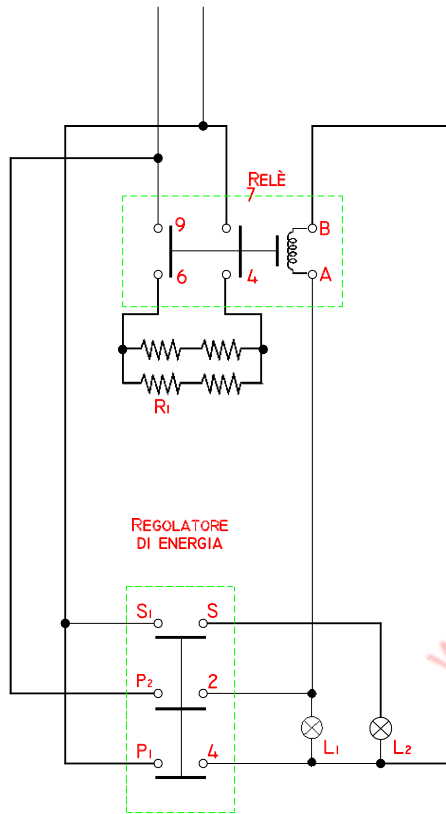 RELÈ
7
9
B
6
4
A
R1
REGOLATORE
DI ENERGIA
S1 S
P2 2
P1 4
L1 L2